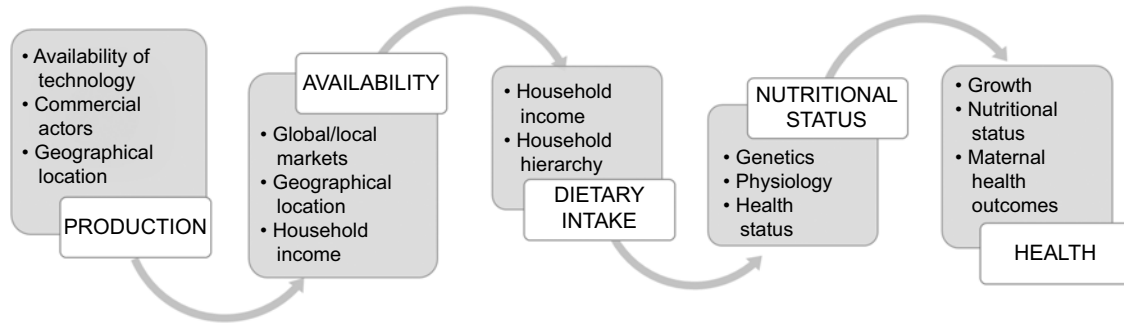 • Availability of
technology
• Commercial
actors
• Geographical
location
PRODUCTION
AVAILABILITY
• Global/local
markets
• Geographical
location
• Household
income
• Household
income
• Household
hierarchy
DIETARY
INTAKE
NUTRITIONAL
STATUS
• Genetics
• Physiology
• Health
status
• Growth
• Nutritional
status
• Maternal
health
outcomes
HEALTH